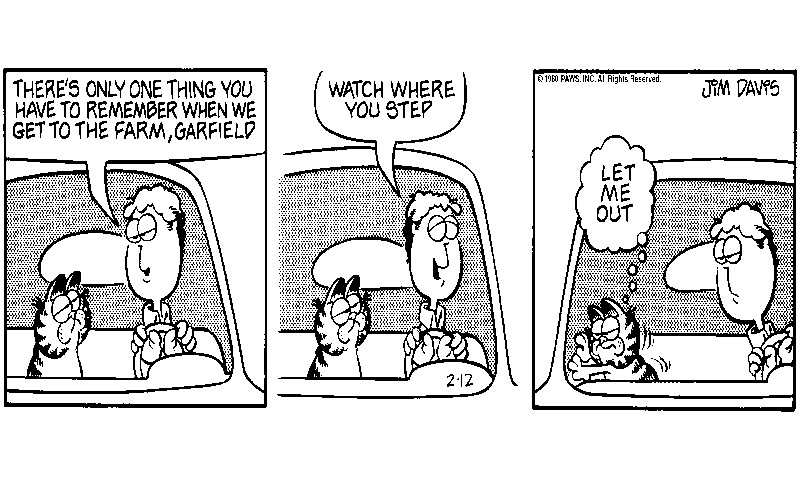 THERE'S ONLY ONE THING YOU
HAVE TO REMEMBER WHEN WE
GET TO THE FARM, GARFIELD
WATCH WHERE
YOU STEP
2-12
© 1980 PAWS, INC. All Rights Reserved.
JIM DAVIS
LET
ME
OUT